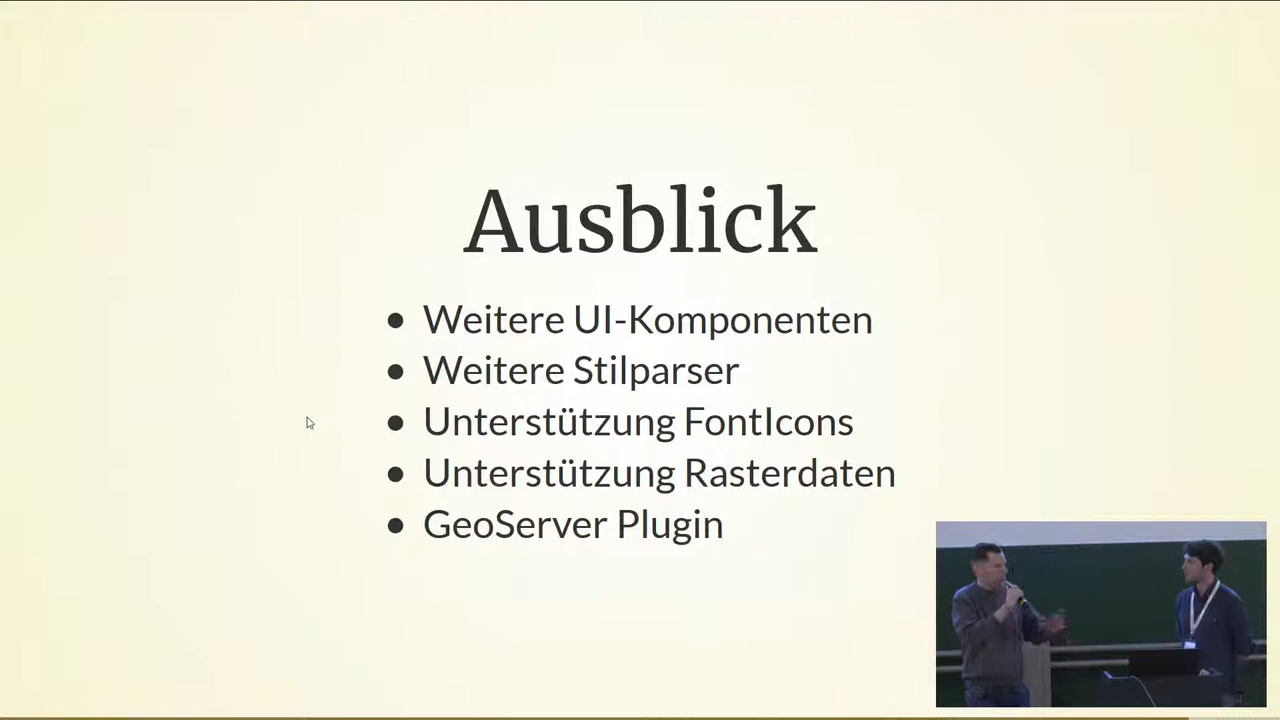 Ausblick
Weitere UI-Komponenten
Weitere Stilparser
Unterstützung FontIcons
Unterstützung Rasterdaten
GeoServer Plugin